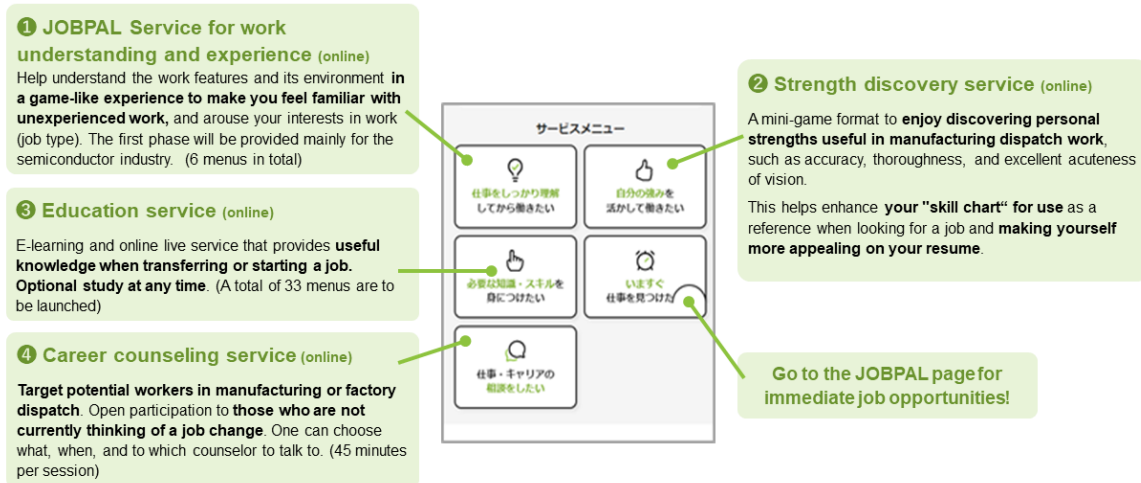 ❶ JOBPAL Service for work
understanding and experience (online)
Help understand the work features and its environment in
a game-like experience to make you feel familiar with
unexperienced work, and arouse your interests in work
(job type). The first phase will be provided mainly for the
semiconductor industry. (6 menus in total)
❸ Education service (online)
E-learning and online live service that provides useful
knowledge when transferring or starting a job.
Optional study at any time. (A total of 33 menus are to
be launched)
❹ Career counseling service (online)
Target potential workers in manufacturing or factory
dispatch. Open participation to those who are not
currently thinking of a job change. One can choose
what, when, and to which counselor to talk to. (45 minutes
per session)
サービスメニュー
仕事をしっかり理解
してから働きたい
自分の強みを
活かして働きたい
必要な知識・スキルを
身につけたい
いますぐ
仕事を見つけた
仕事・キャリアの
相談をしたい
❷ Strength discovery service (online)
A mini-game format to enjoy discovering personal
strengths useful in manufacturing dispatch work,
such as accuracy, thoroughness, and excellent acuteness
of vision.
This helps enhance your "skill chart“ for use as a
reference when looking for a job and making yourself
more appealing on your resume.
Go to the JOBPAL page for
immediate job opportunities!